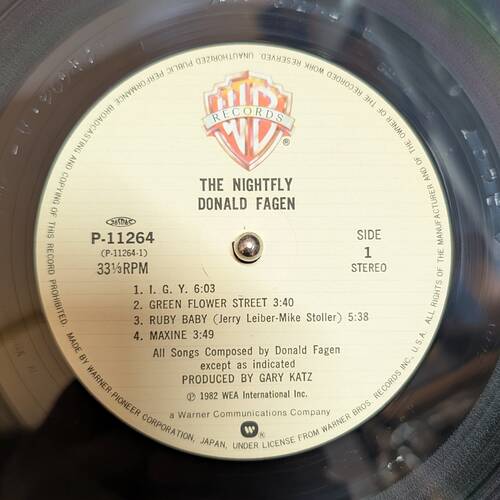 UNAUTHORIZED PUBLIC PERFORMANCE BROADCASTING AND COPYING OF THIS RECORD PROHIBITED.
ALL RIGHTS OF THE MANUFACTURER AND OF THE OWNER OF THE RECORDED WORK RESERVED
WB
RECORDS
®
THE NIGHTFLY
DONALD FAGEN
P-11264
(P-11264-1)
33⅓RPM
SIDE
1
STEREO
1. I. G. Y. 6:03
2. GREEN FLOWER STREET 3:40
3. RUBY BABY (Jerry Leiber-Mike Stoller) 5:38
4. MAXINE 3:49
All Songs Composed by Donald Fagen
except as indicated
PRODUCED BY GARY KATZ
℗ 1982 WEA International Inc.
a Warner Communications Company
W
®
MADE BY WARNER PIONEER CORPORATION, JAPAN, UNDER LICENSE FROM WARNER BROS. RECORDS INC., U.S.A.